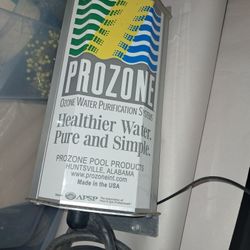 PROZONE
OZONE WATER PURIFICATION SYSTEMS
Healthier Water.
Pure and Simple.
PROZONE POOL PRODUCTS
HUNTSVILLE, ALABAMA
www.prozoneint.com
Made in the USA
APSP